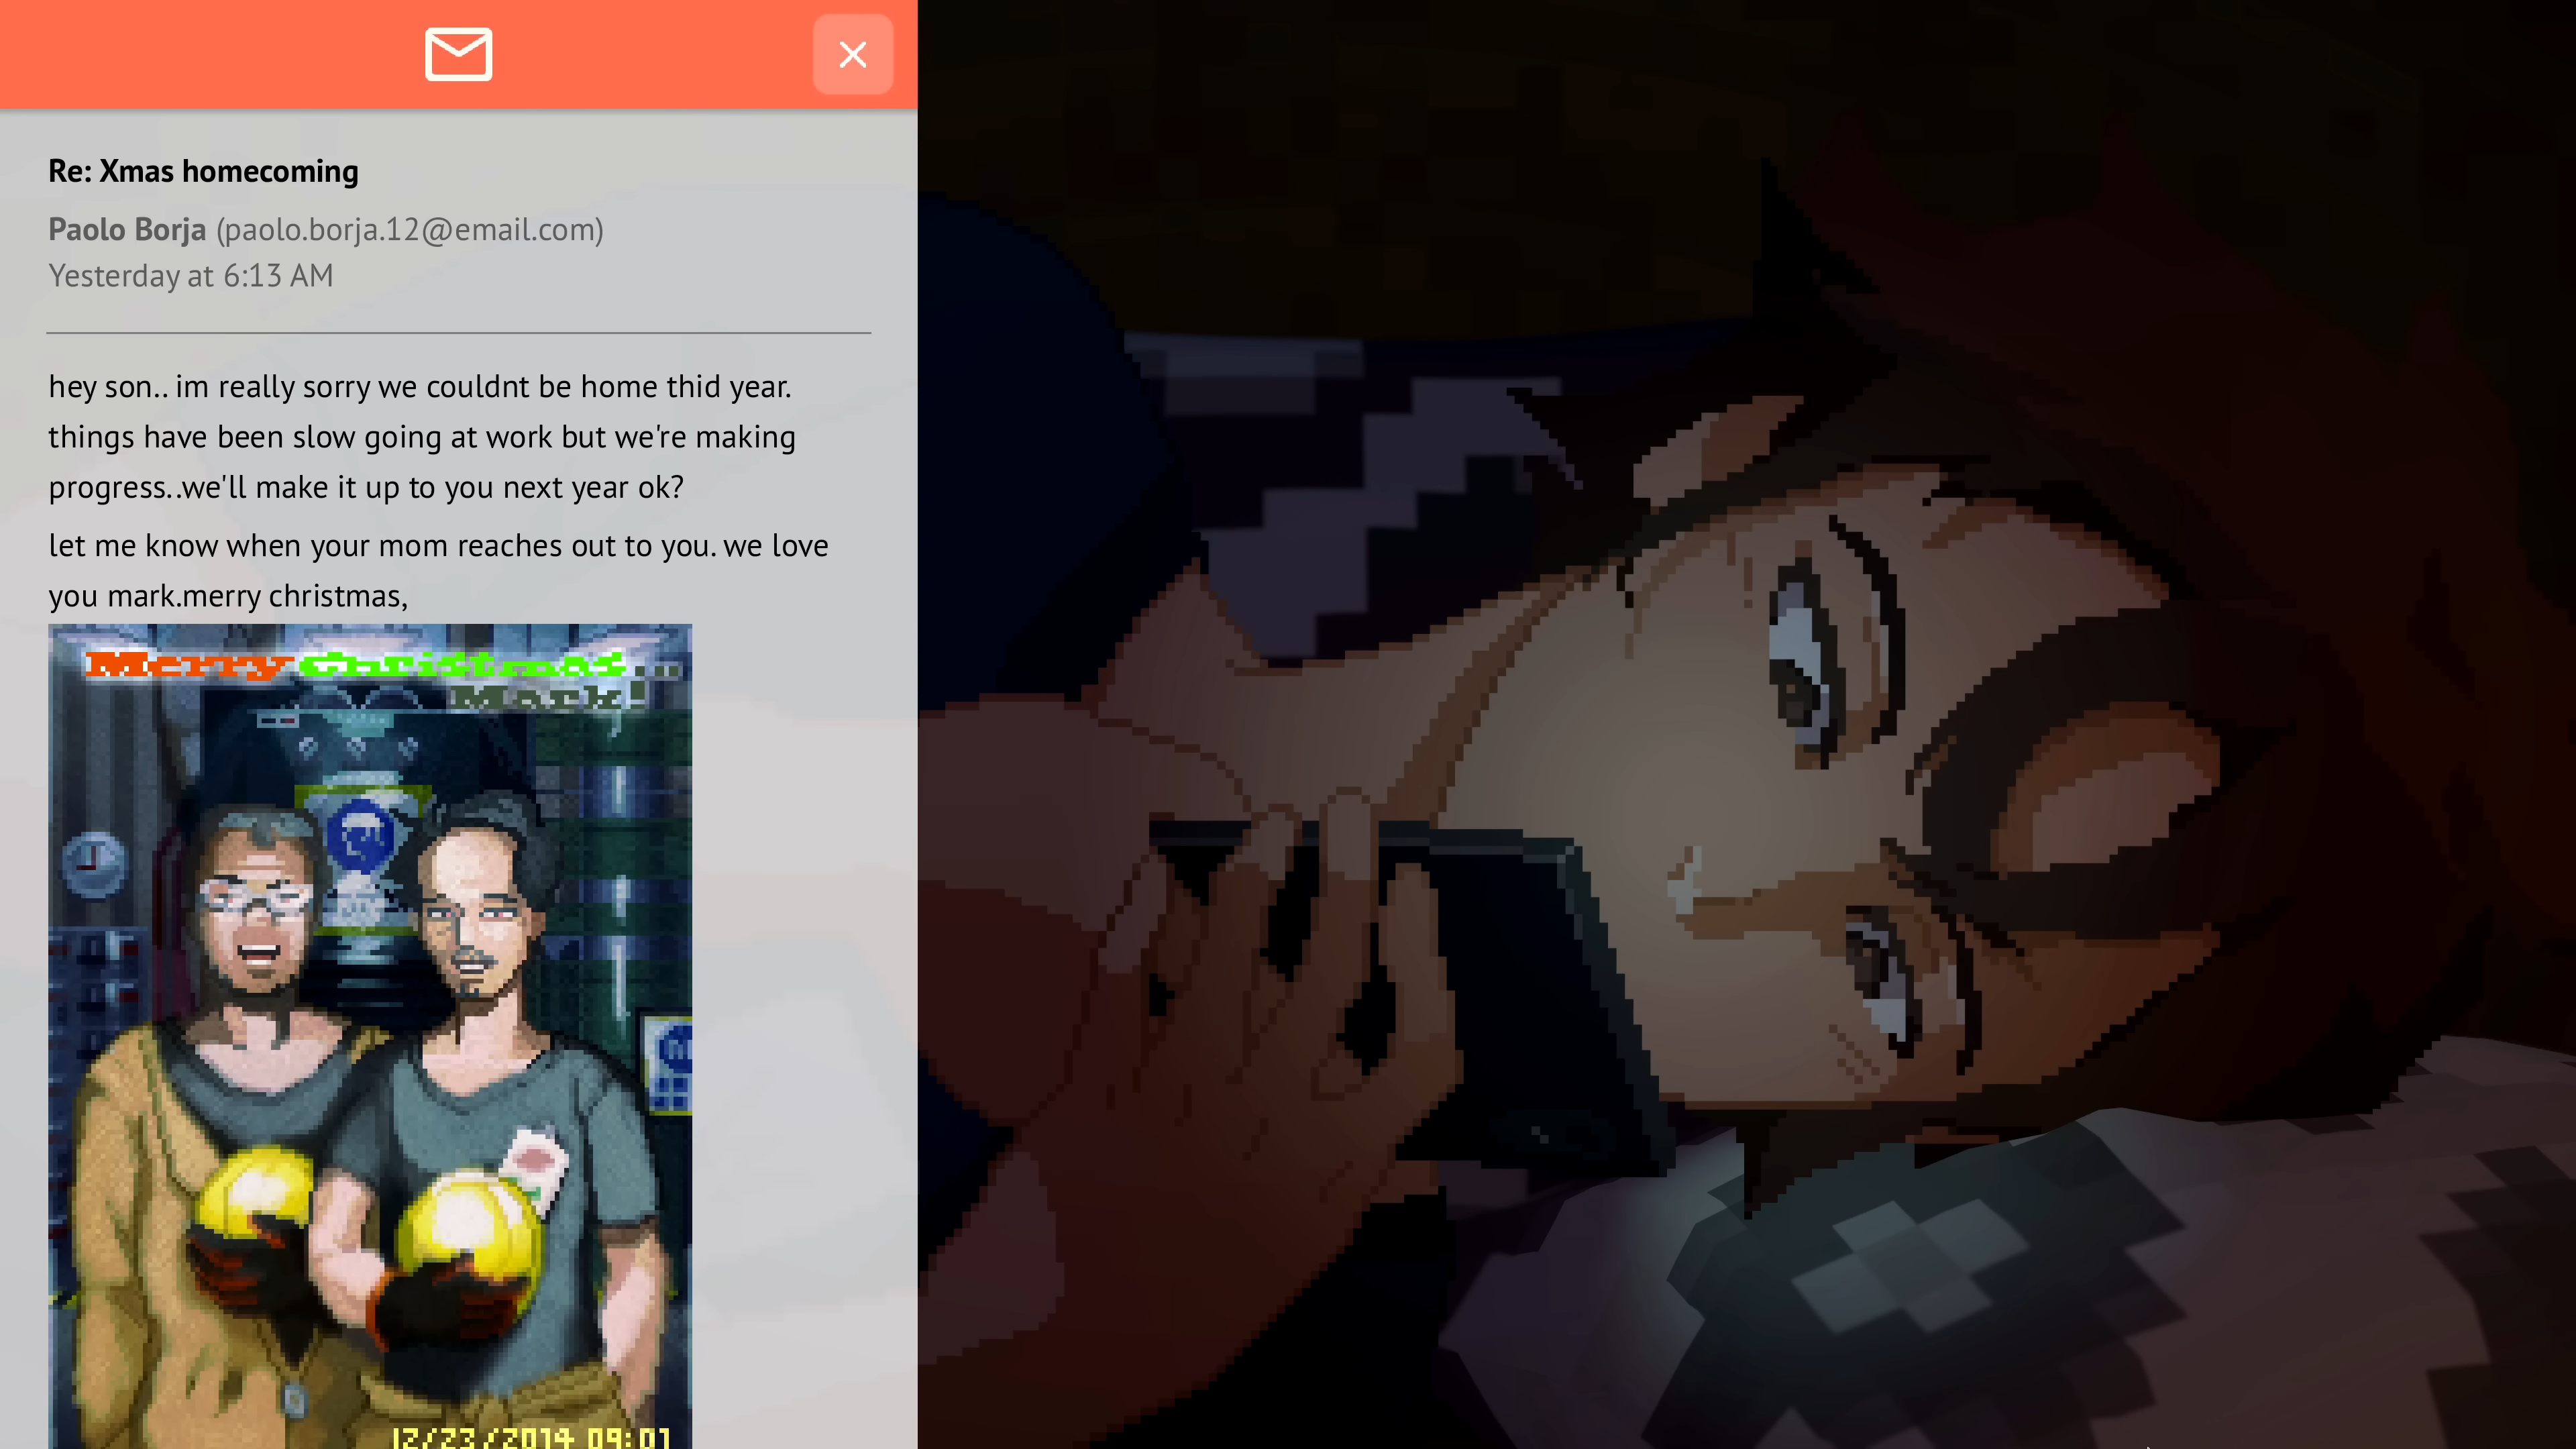 Re: Xmas homecoming
Paolo Borja (paolo.borja.12@email.com)
Yesterday at 6:13 AM
hey son.. im really sorry we couldnt be home thid year.
things have been slow going at work but we're making
progress..we'll make it up to you next year ok?
let me know when your mom reaches out to you. we love
you mark.merry christmas,
Merry Christmas...
Mark!
12/23/2014 09:01